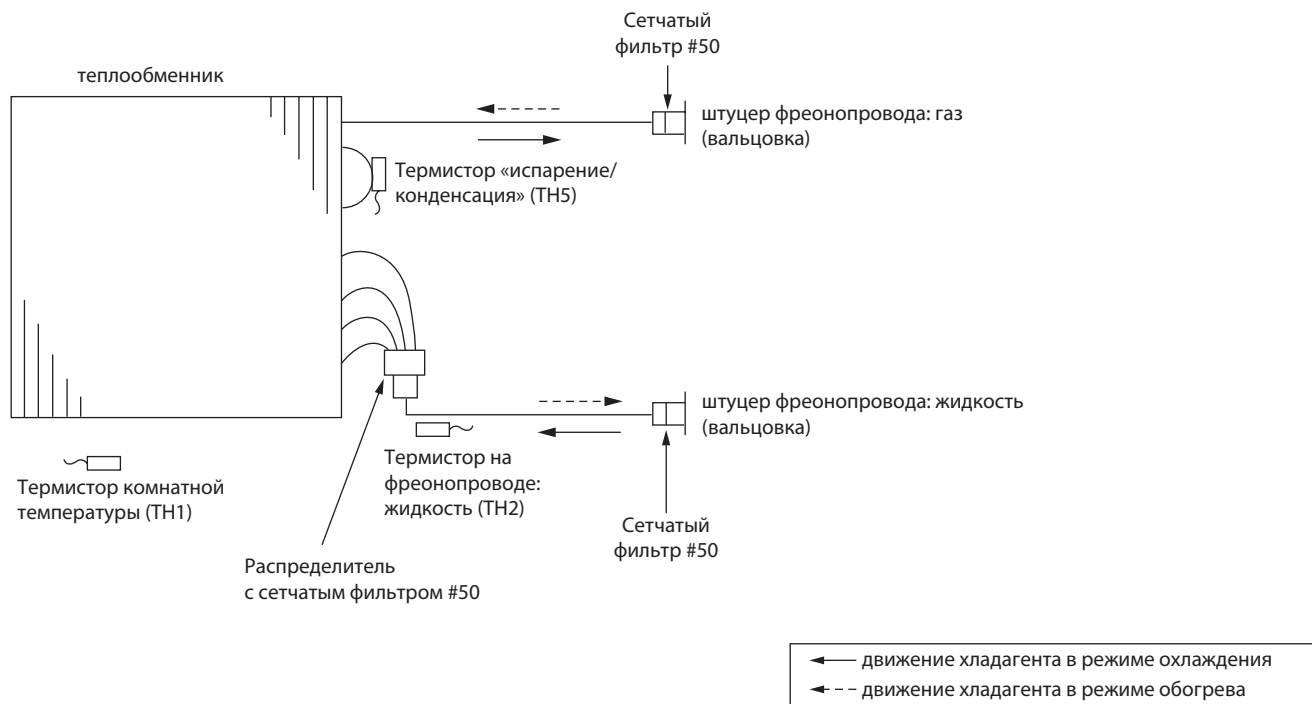 Сетчатый
фильтр #50
теплообменник
штуцер фреонопровода: газ
(вальцовка)
Термистор «испарение/
конденсация» (TH5)
штуцер фреонопровода: жидкость
(вальцовка)
Термистор на
фреонопроводе:
жидкость (TH2)
Термистор комнатной
температуры (TH1)
Сетчатый
фильтр #50
Распределитель
с сетчатым фильтром #50
движение хладагента в режиме охлаждения
движение хладагента в режиме обогрева